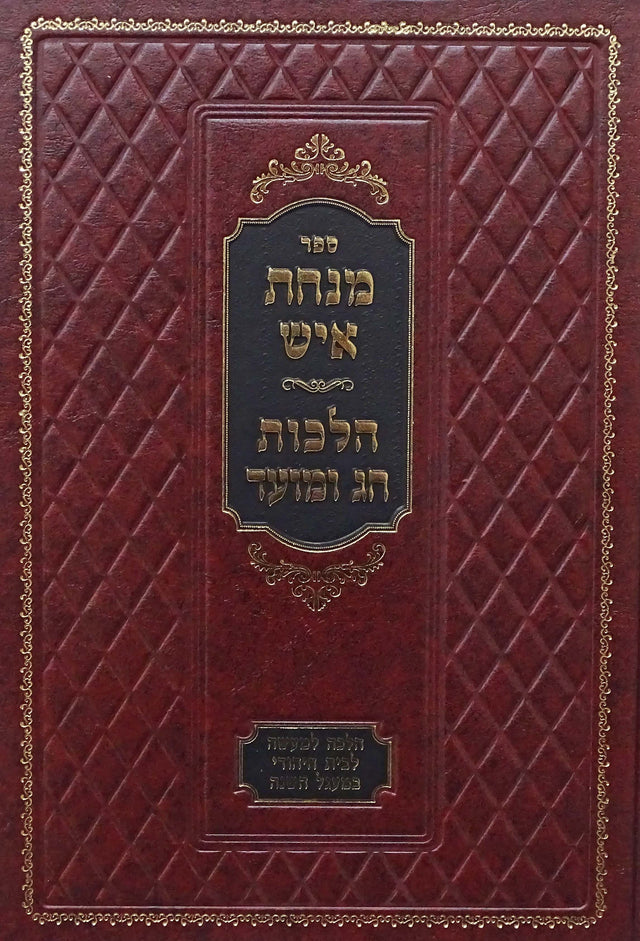 ספר
מנחת
איש
הלכות
חג ומועד
הלכה למעשה
לבית היהודי
במעגל השנה